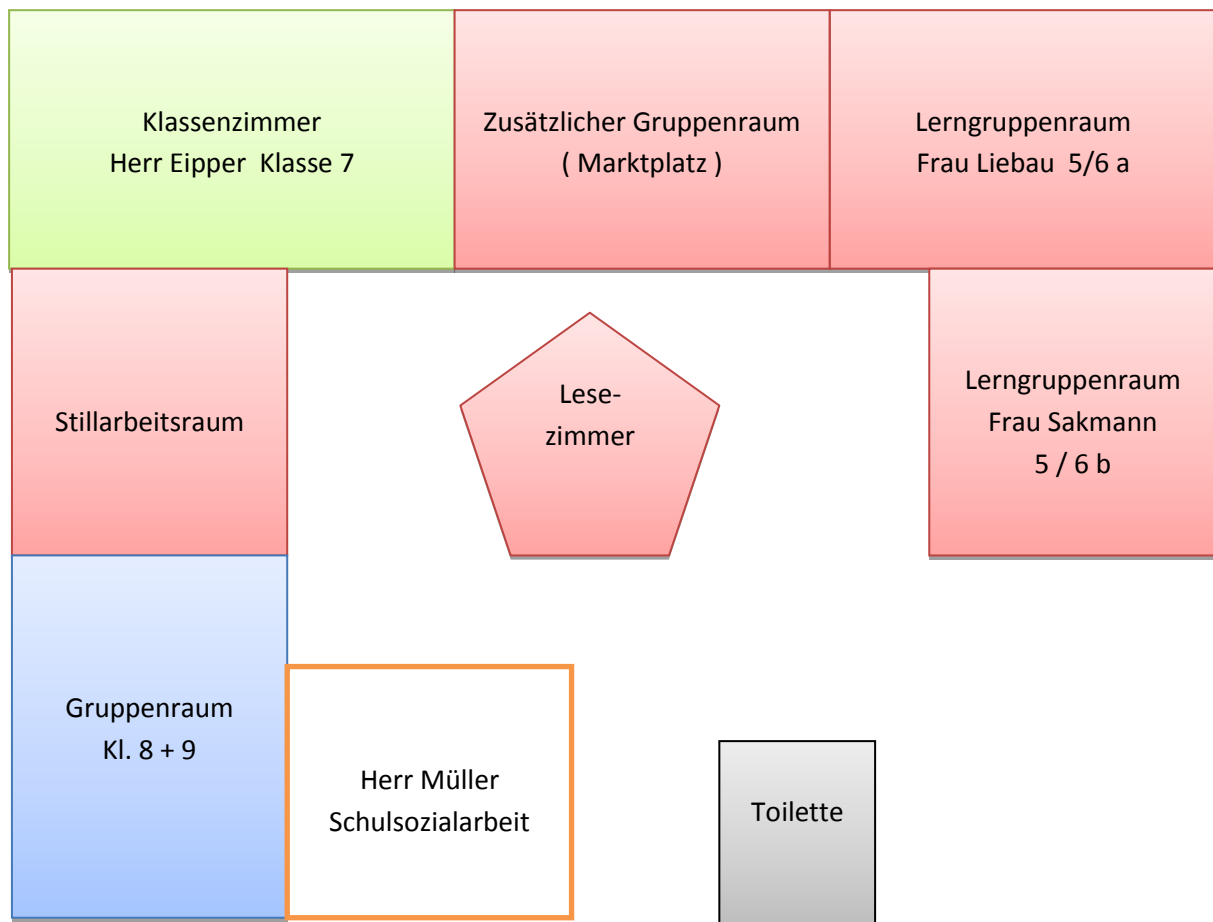 Klassenzimmer
Herr Eipper Klasse 7
Zusätzlicher Gruppenraum
( Marktplatz )
Lerngruppenraum
Frau Liebau 5/6 a
Stillarbeitsraum
Lese-
zimmer
Lerngruppenraum
Frau Sakmann
5 / 6 b
Gruppenraum
Kl. 8 + 9
Herr Müller
Schulsozialarbeit
Toilette